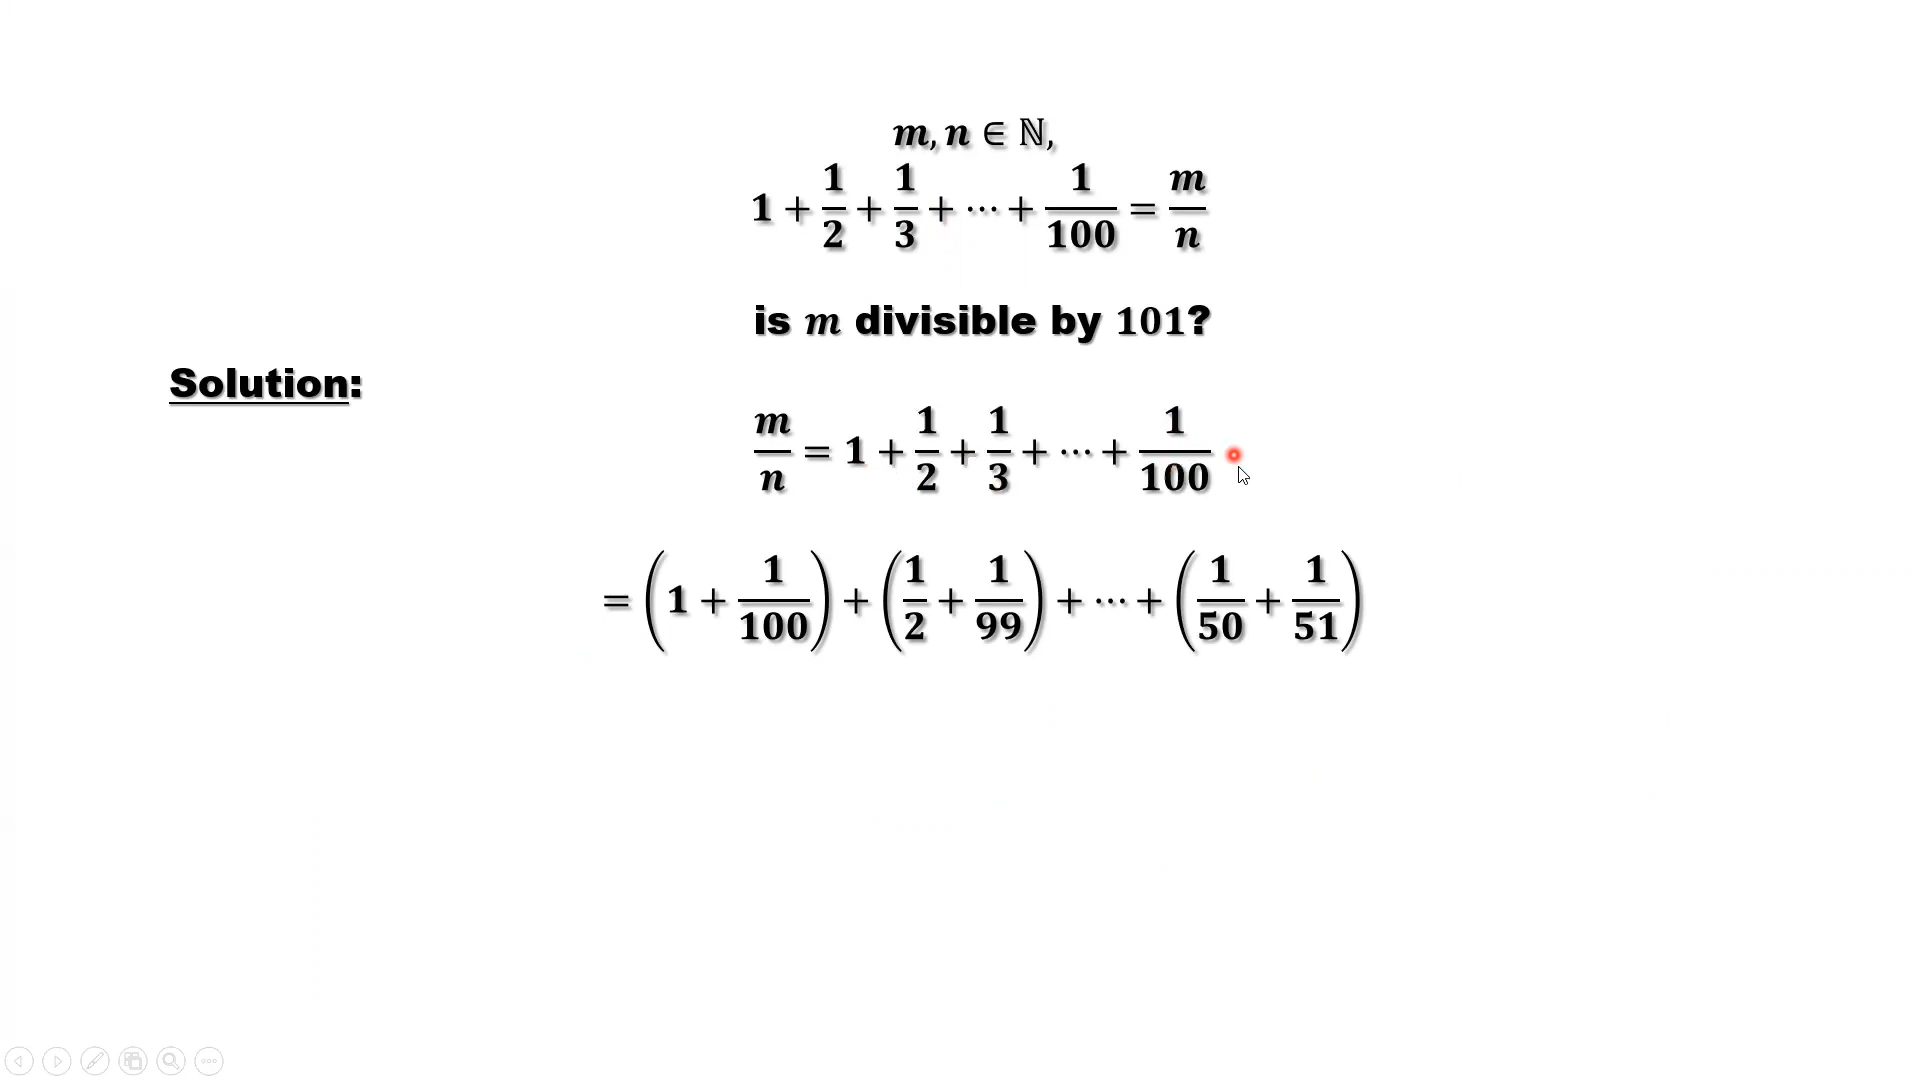 m, n ∈ ℕ,
1 + 1/2 + 1/3 + ⋯ + 1/100 = m/n
is m divisible by 101?
Solution:
m/n = 1 + 1/2 + 1/3 + ⋯ + 1/100
= (1 + 1/100) + (1/2 + 1/99) + ⋯ + (1/50 + 1/51)